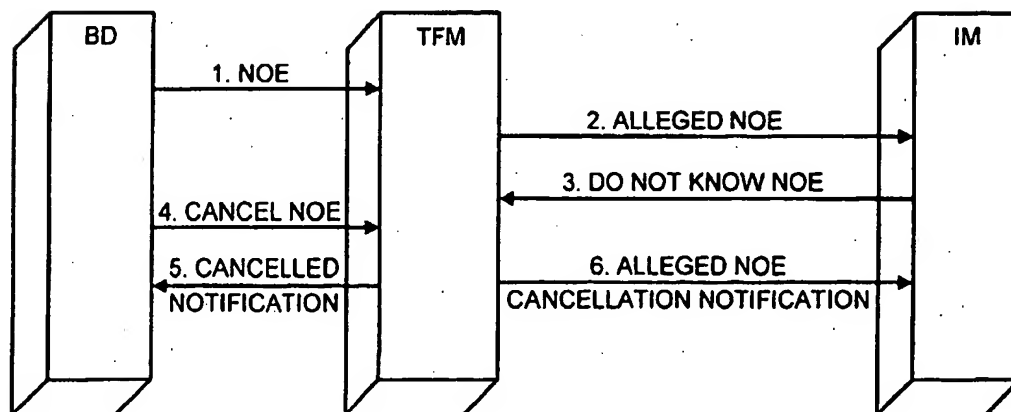 BD
TFM
IM
1. NOE
2. ALLEGED NOE
3. DO NOT KNOW NOE
4. CANCEL NOE
5. CANCELLED
NOTIFICATION
6. ALLEGED NOE
CANCELLATION NOTIFICATION